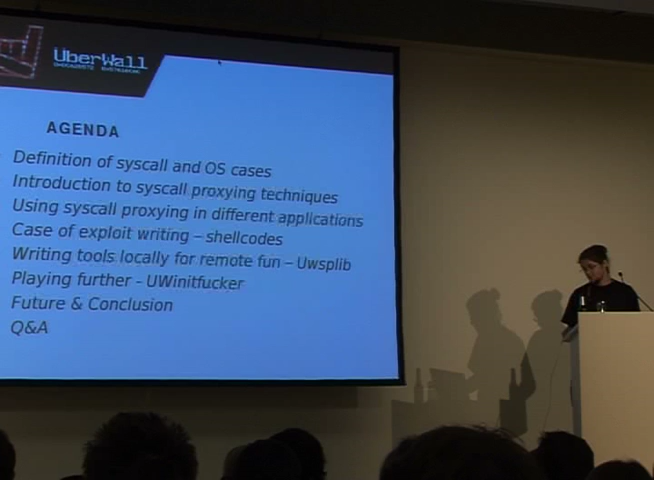 UberWall
AGENDA
Definition of syscall and OS cases
Introduction to syscall proxying techniques
Using syscall proxying in different applications
Case of exploit writing – shellcodes
Writing tools locally for remote fun – Uwsplib
Playing further - UWinitfucker
Future & Conclusion
Q&A